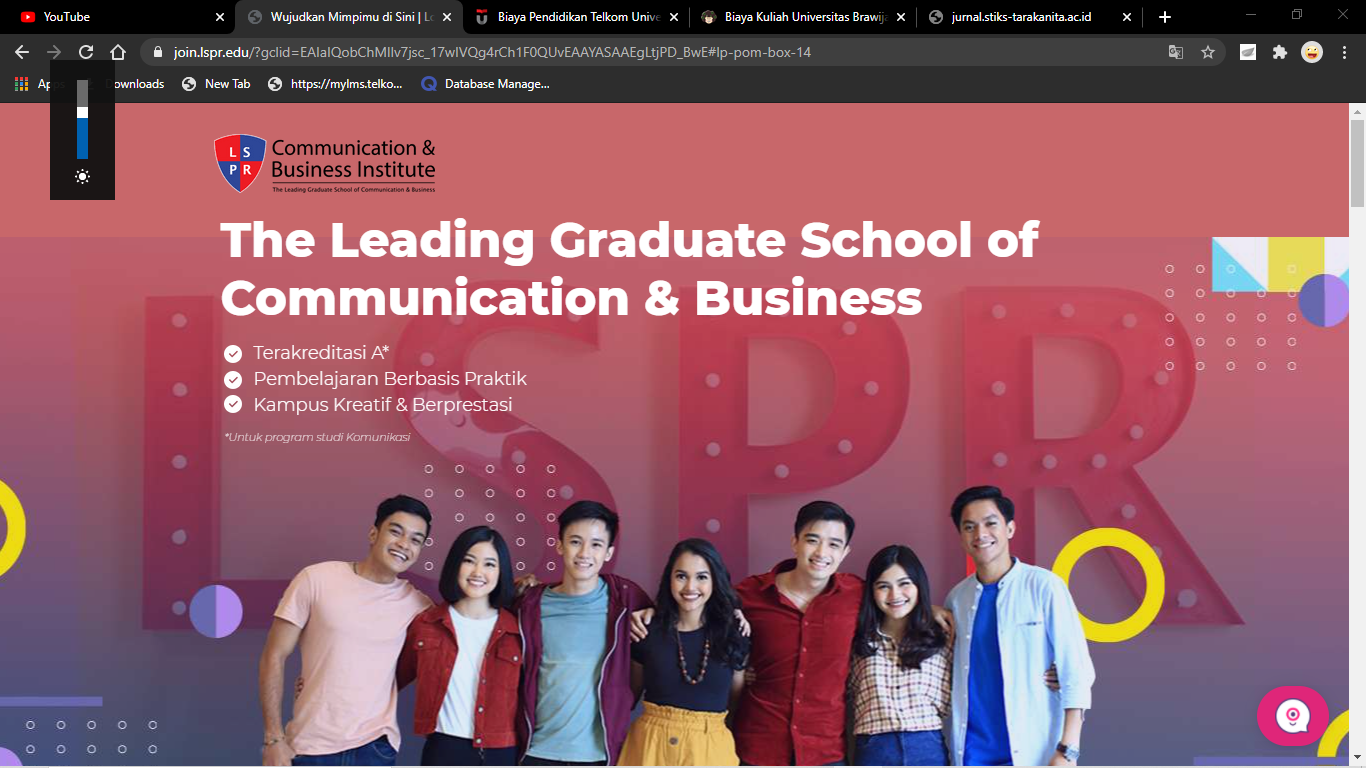 YouTube
Wujudkan Mimpimu di Sini | L
Biaya Pendidikan Telkom Unive
Biaya Kuliah Universitas Brawija
jurnal.stiks-tarakanita.ac.id
join.lspr.edu/?gclid=EAIaIQobChMIlv7jsc_17wIVQg4rCh1F0QUvEAAYASAAEgLtjPD_BwE#lp-pom-box-14
Downloads
New Tab
https://mylms.telko...
Database Manage...
L S
P R
Communication &
Business Institute
The Leading Graduate School of Communication & Business
The Leading Graduate School of
Communication & Business
Terakreditasi A*
Pembelajaran Berbasis Praktik
Kampus Kreatif & Berprestasi
*Untuk program studi Komunikasi
LSPR